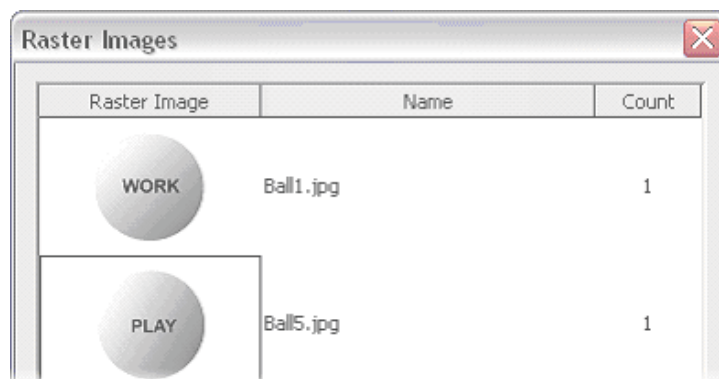 Raster Images
Raster Image Name Count
WORK Ball1.jpg 1
PLAY Ball5.jpg 1